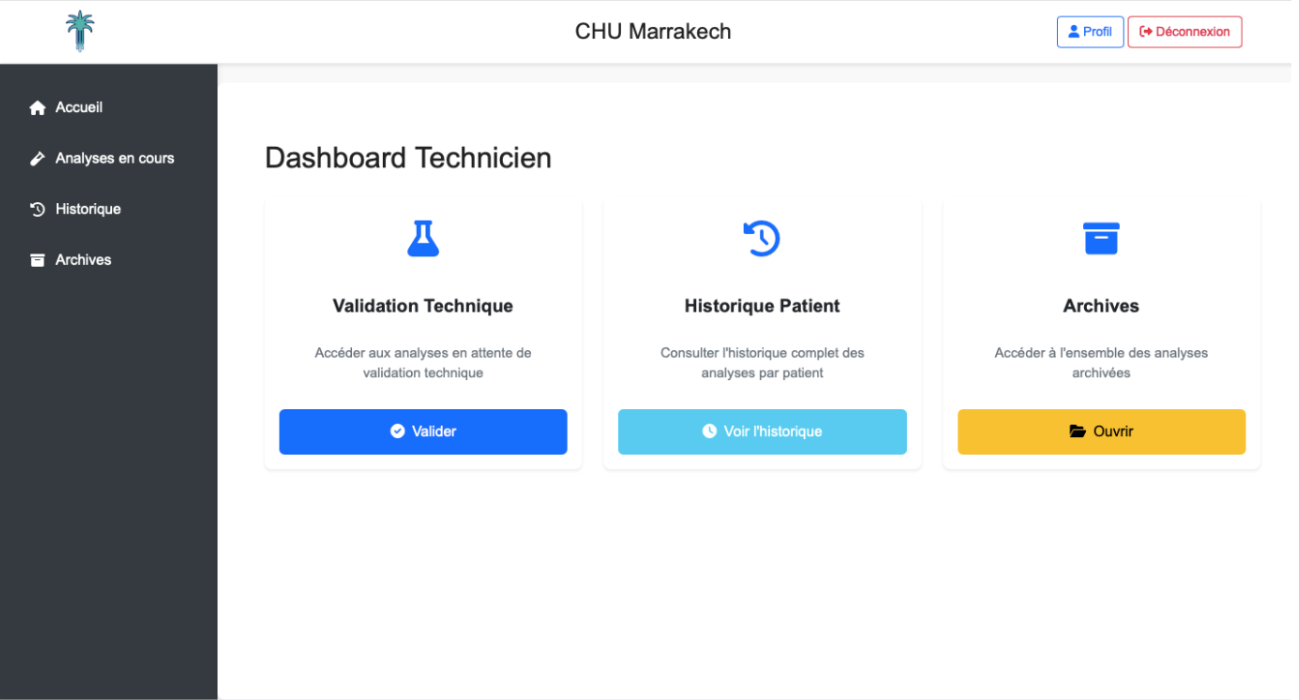 CHU Marrakech
Profil
Déconnexion
Accueil
Analyses en cours
Historique
Archives
Dashboard Technicien
Validation Technique
Accéder aux analyses en attente de
validation technique
Valider
Historique Patient
Consulter l'historique complet des
analyses par patient
Voir l'historique
Archives
Accéder à l'ensemble des analyses
archivées
Ouvrir